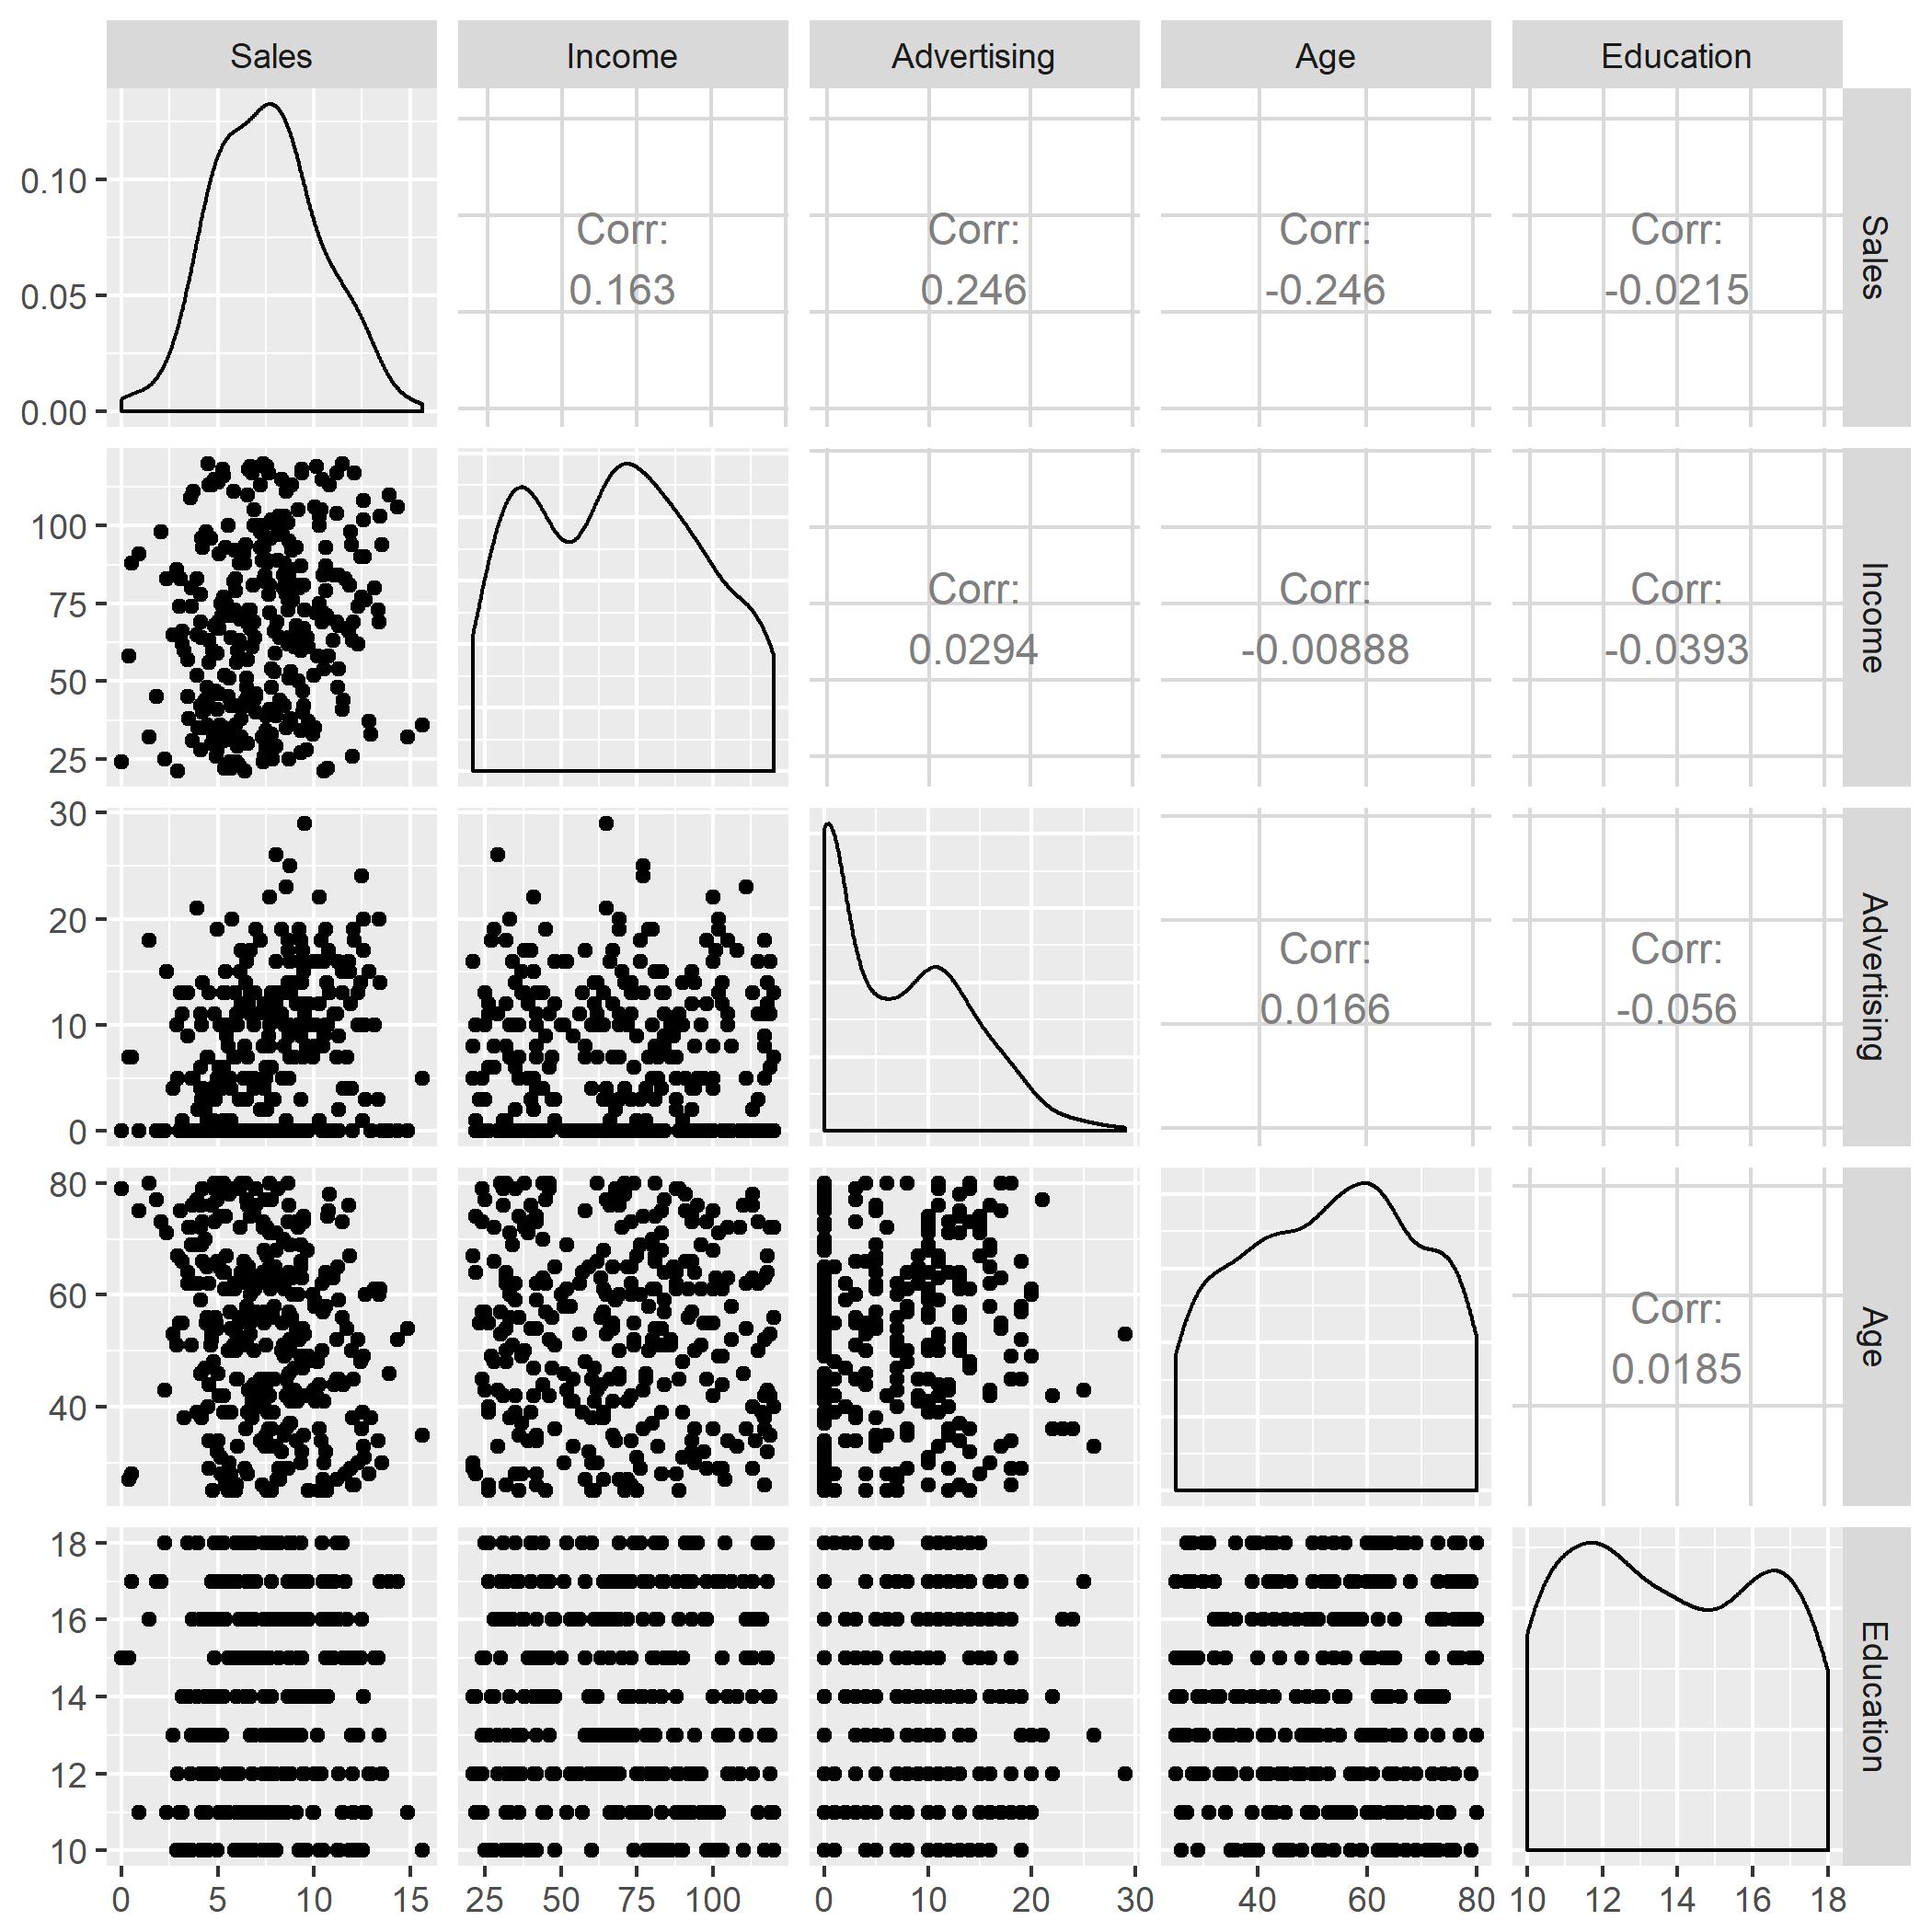 Sales Income Advertising Age Education
0.10
0.05
0.00
Corr:
0.163
Corr:
0.246
Corr:
-0.246
Corr:
-0.0215
Sales
100
75
50
25
Corr:
0.0294
Corr:
-0.00888
Corr:
-0.0393
Income
30
20
10
0
Corr:
0.0166
Corr:
-0.056
Advertising
80
60
40
Corr:
0.0185
Age
18
16
14
12
10
Education
0 5 10 15 25 50 75 100 0 10 20 30 40 60 80 10 12 14 16 18